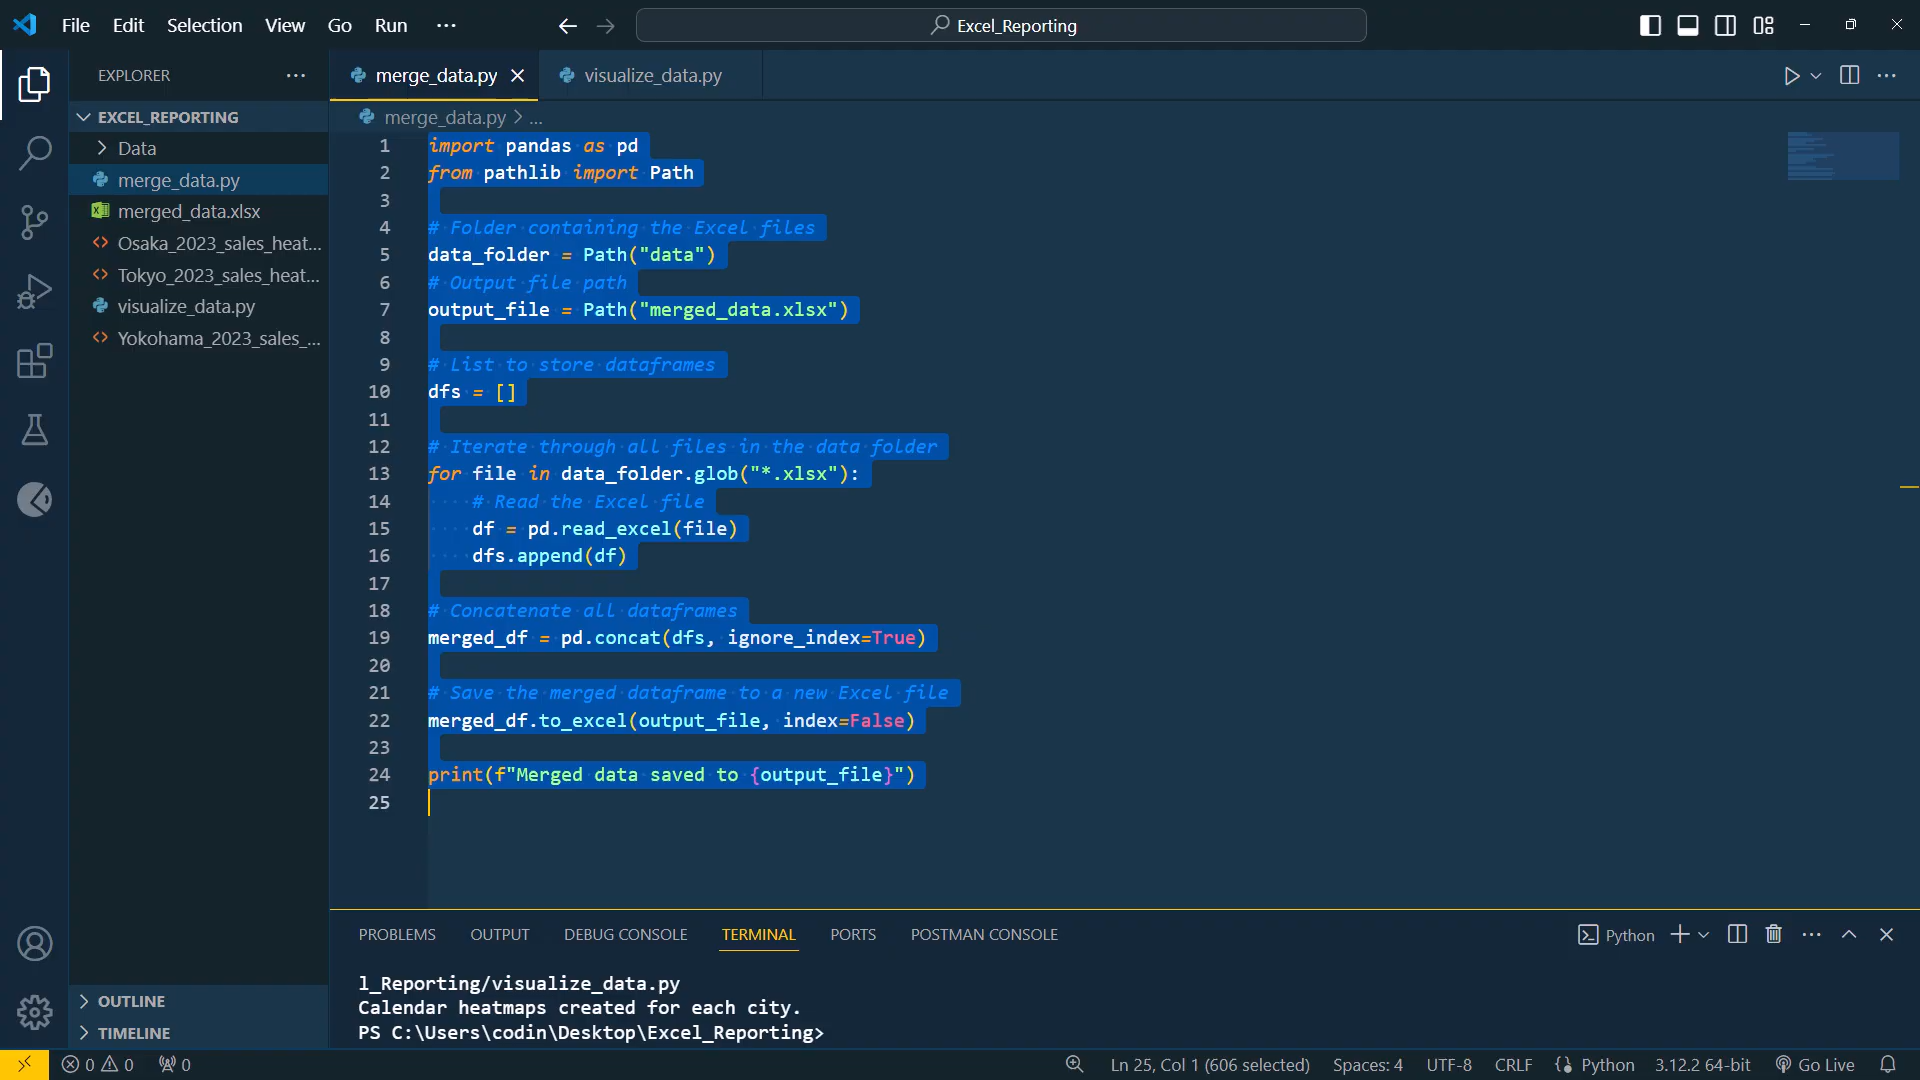 File Edit Selection View Go Run ···
Excel_Reporting
EXPLORER ···
merge_data.py
visualize_data.py
EXCEL_REPORTING
Data
merge_data.py
merged_data.xlsx
Osaka_2023_sales_heat...
Tokyo_2023_sales_heat...
visualize_data.py
Yokohama_2023_sales_...
merge_data.py > ...
1 import pandas as pd
2 from pathlib import Path
3
4 # Folder containing the Excel files
5 data_folder = Path("data")
6 # Output file path
7 output_file = Path("merged_data.xlsx")
8
9 # List to store dataframes
10 dfs = []
11
12 # Iterate through all files in the data folder
13 for file in data_folder.glob("*.xlsx"):
14     # Read the Excel file
15     df = pd.read_excel(file)
16     dfs.append(df)
17
18 # Concatenate all dataframes
19 merged_df = pd.concat(dfs, ignore_index=True)
20
21 # Save the merged dataframe to a new Excel file
22 merged_df.to_excel(output_file, index=False)
23
24 print(f"Merged data saved to {output_file}")
25
PROBLEMS OUTPUT DEBUG CONSOLE TERMINAL PORTS POSTMAN CONSOLE
Python
l_Reporting/visualize_data.py
Calendar heatmaps created for each city.
PS C:\Users\codin\Desktop\Excel_Reporting>
OUTLINE
TIMELINE
0 0 0
Ln 25, Col 1 (606 selected) Spaces: 4 UTF-8 CRLF Python 3.12.2 64-bit Go Live